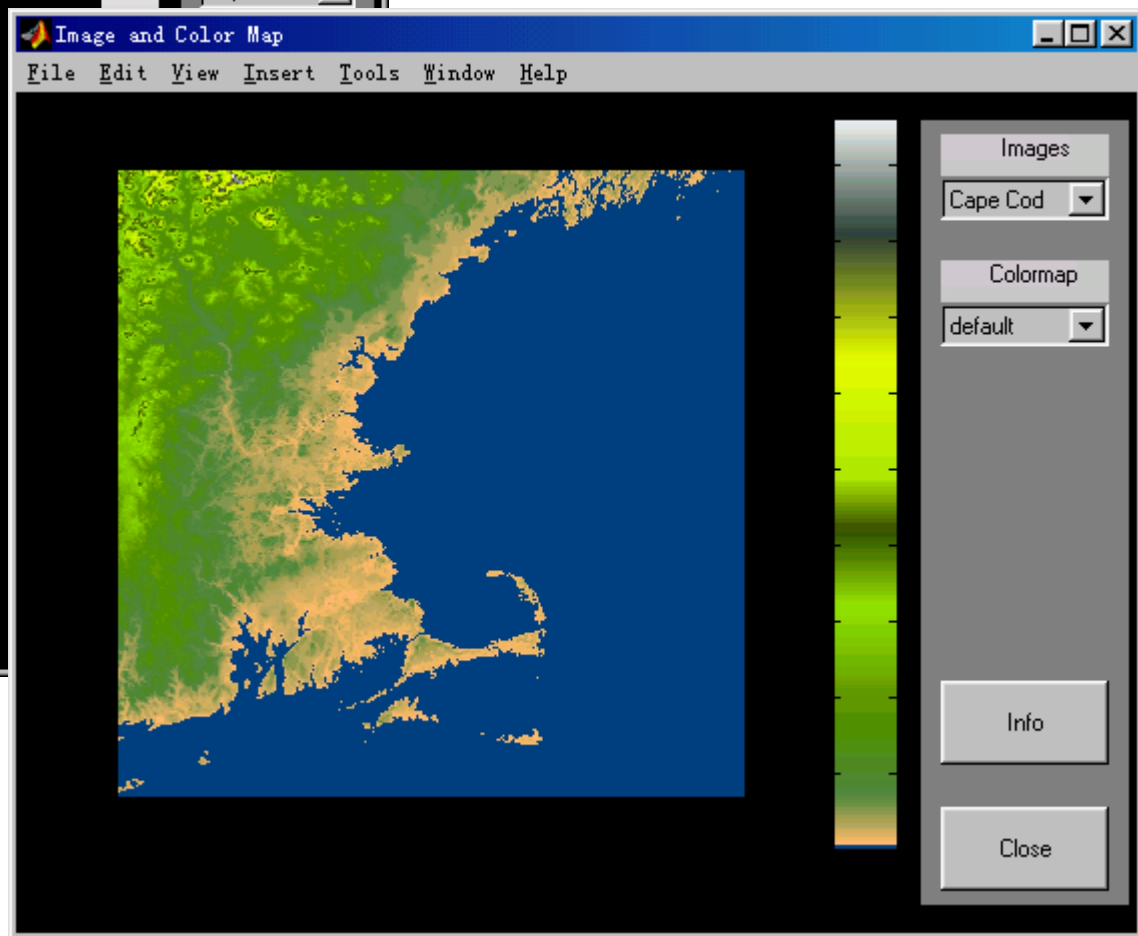 Image and Color Map
File Edit View Insert Tools Window Help
Images
Cape Cod
Colormap
default
Info
Close